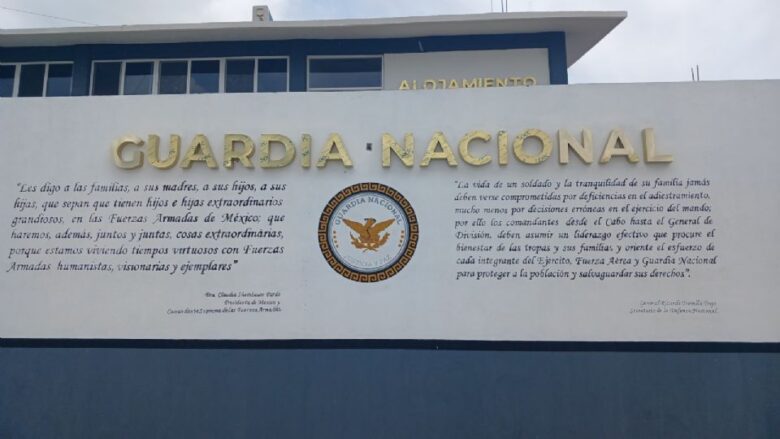 ALOJAMIENTO
GUARDIA NACIONAL
"Les digo a las familias, a sus madres, a sus hijos, a sus
hijas, que sepan que tienen hijos e hijas extraordinarios
grandiosos, en las Fuerzas Armadas de México; que
haremos, además, juntos y juntas, cosas extraordinarias,
porque estamos viviendo tiempos virtuosos con Fuerzas
Armadas humanistas, visionarias y ejemplares"
Dra. Claudia Sheinbaum Pardo
Presidenta de México y
Comandanta Suprema de las Fuerzas Armadas
GUARDIA NACIONAL
JUSTICIA Y PAZ
"La vida de un soldado y la tranquilidad de su familia jamás
deben verse comprometidas por deficiencias en el adiestramiento,
mucho menos por decisiones erróneas en el ejercicio del mando;
por ello los comandantes desde el Cabo hasta el General de
División, deben asumir un liderazgo efectivo que procure el
bienestar de las tropas y sus familias, y oriente el esfuerzo de
cada integrante del Ejército, Fuerza Aérea y Guardia Nacional
para proteger a la población y salvaguardar sus derechos".
General Ricardo Trevilla Trejo
Secretario de la Defensa Nacional